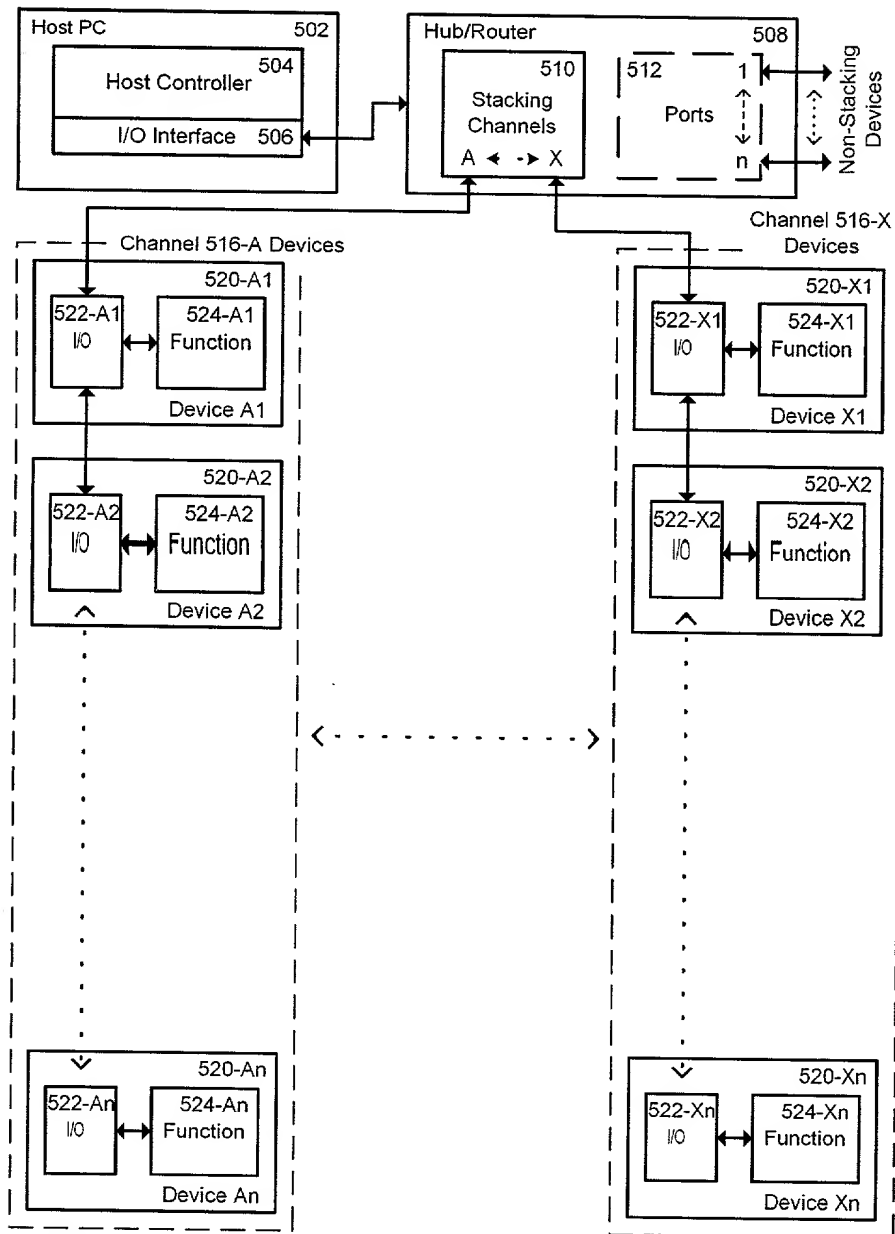 Host PC 502
504
Host Controller
I/O Interface 506
Hub/Router 508
510
Stacking
Channels
A X
512 1
Ports
n
Non-Stacking
Devices
Channel 516-A Devices
520-A1
522-A1
I/O
524-A1
Function
Device A1
520-A2
522-A2
I/O
524-A2
Function
Device A2
520-An
522-An
I/O
524-An
Function
Device An
Channel 516-X
Devices
520-X1
522-X1
I/O
524-X1
Function
Device X1
520-X2
522-X2
I/O
524-X2
Function
Device X2
520-Xn
522-Xn
I/O
524-Xn
Function
Device Xn